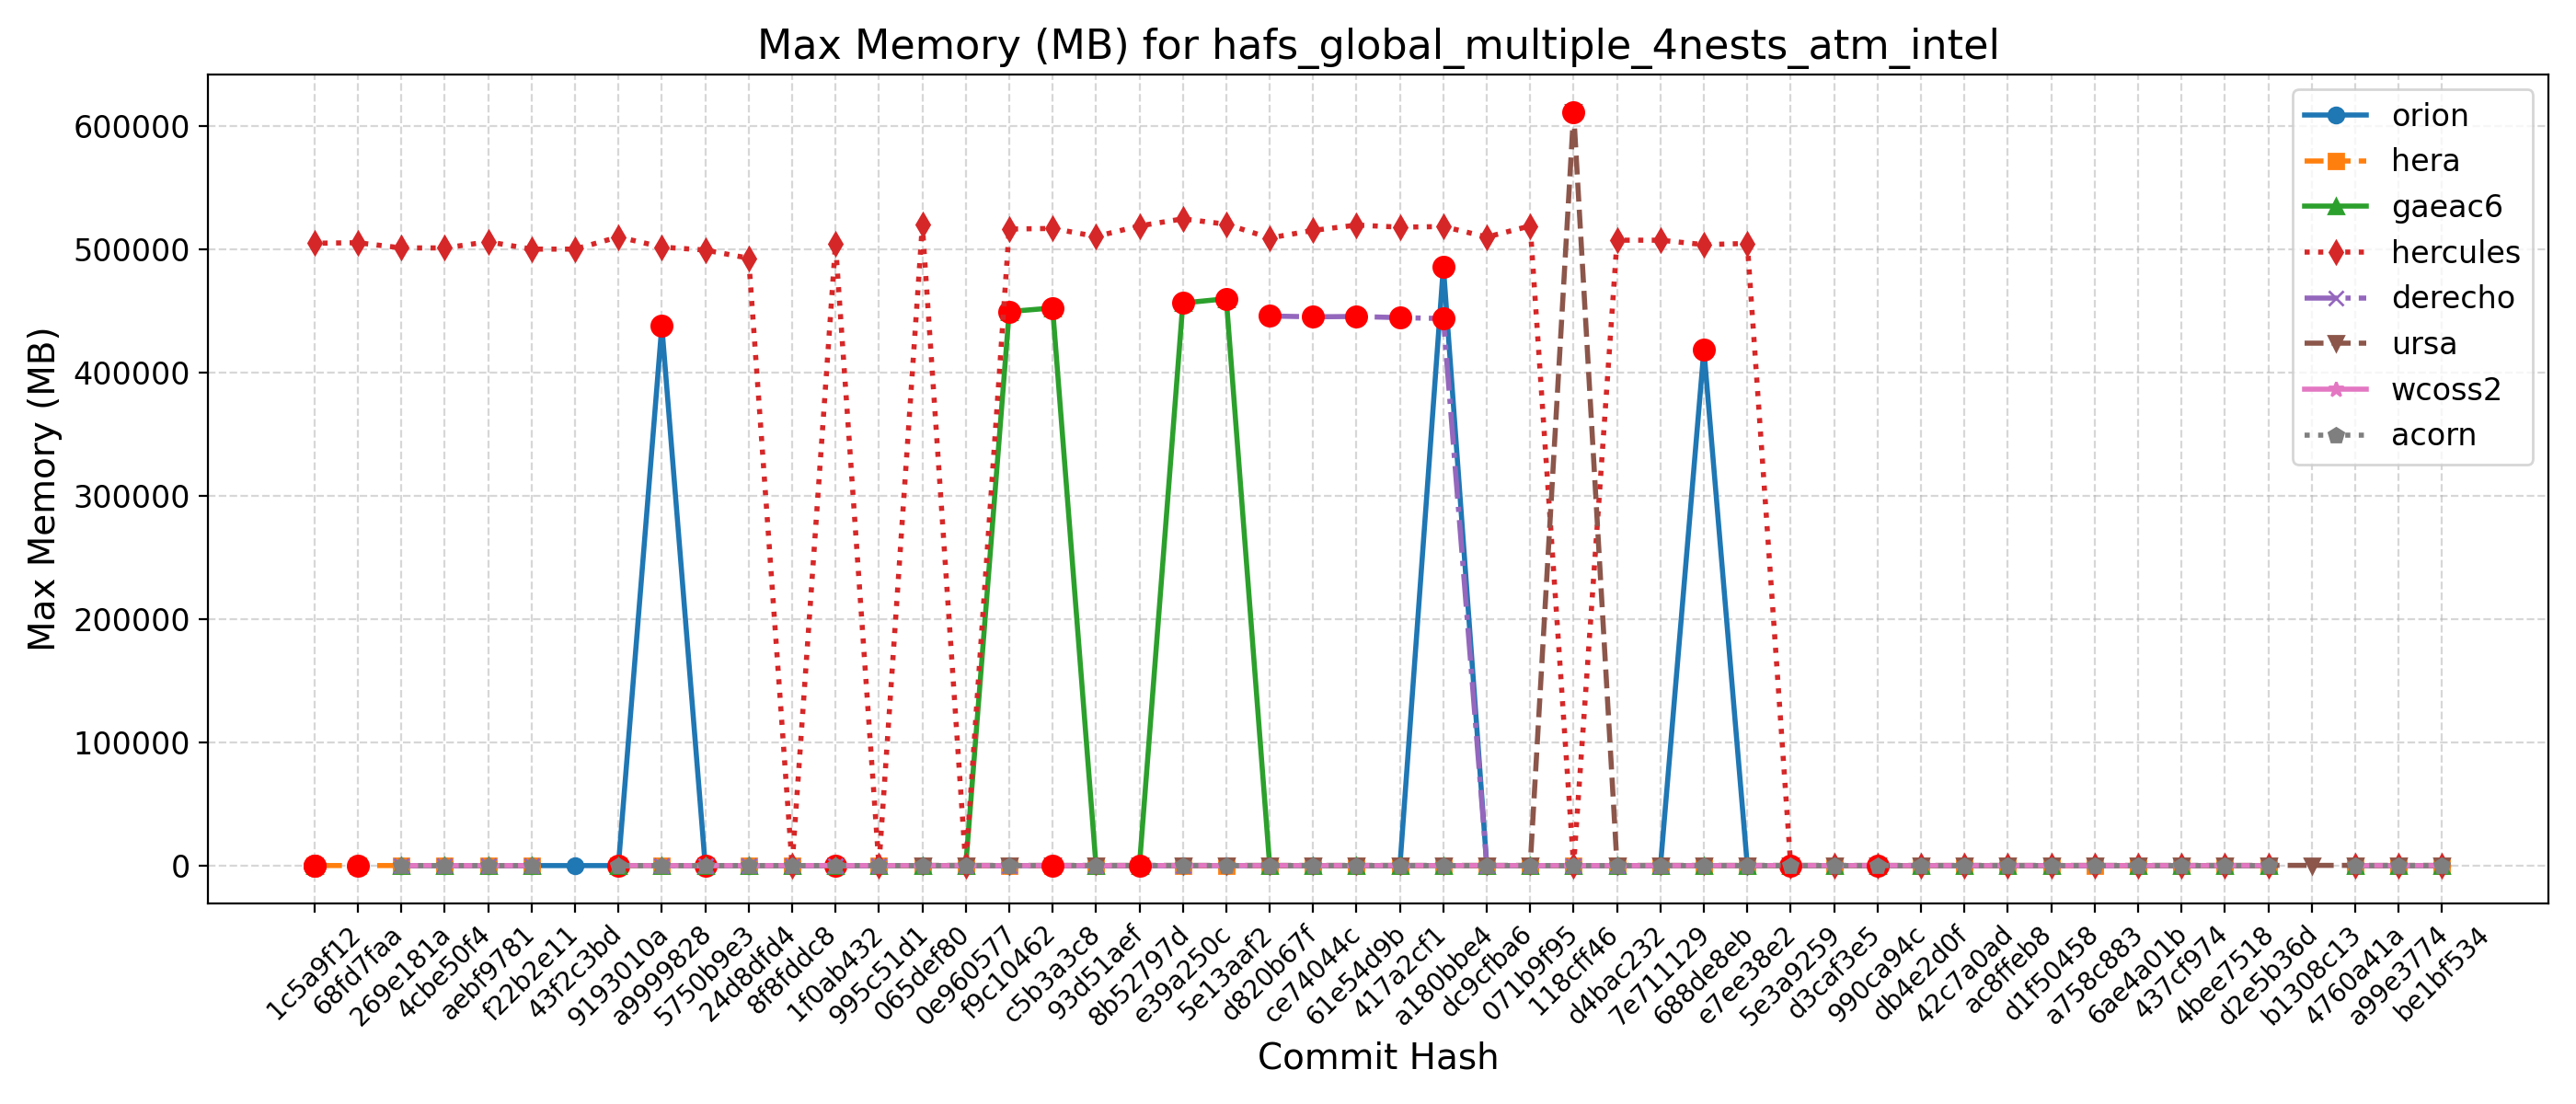 Max Memory (MB) for hafs_global_multiple_4nests_atm_intel
Max Memory (MB)
600000
500000
400000
300000
200000
100000
0
orion
hera
gaeac6
hercules
derecho
ursa
wcoss2
acorn
1c5a9f12
68fd7faa
269e181a
4cbe50f4
aebf9781
f22b2e11
43f2c3bd
9193010a
a9999828
5750b9e3
24d8dfd4
8f8fddc8
1f0ab432
995c51d1
065def80
0e960577
f9c10462
c5b3a3c8
93d51aef
8b52797d
e39a250c
5e13aaf2
d820b67f
ce74044c
61e54d9b
417a2cf1
a180bbe4
dc9cfba6
071b9f95
118cff46
d4bac232
7e711129
688de8eb
e7ee38e2
5e3a9259
d3caf3e5
990ca94c
db4e2d0f
42c7a0ad
ac8ffeb8
d1f50458
a758c883
6ae4a01b
437cf974
4bee7518
d2e5b36d
b1308c13
4760a41a
a99e3774
be1bf534
Commit Hash